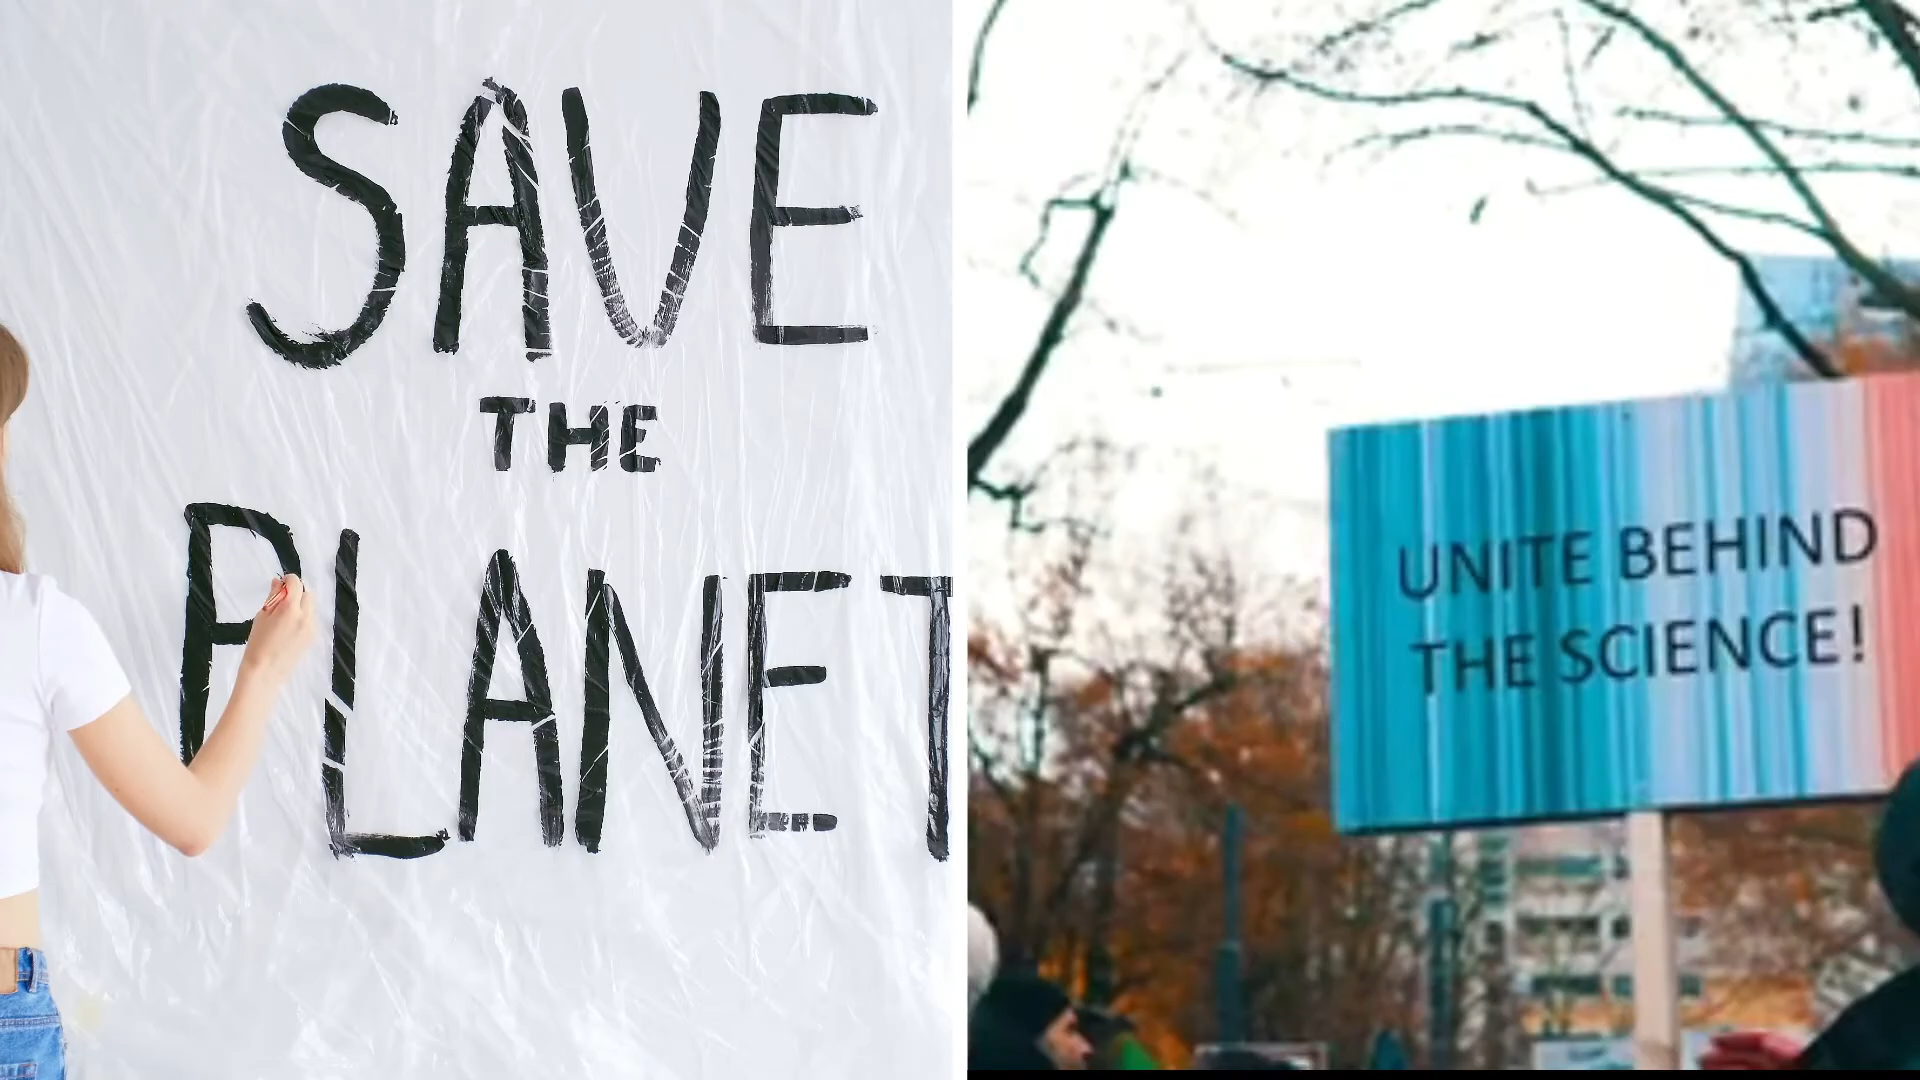 SAVE
THE
PLANET
UNITE BEHIND
THE SCIENCE!